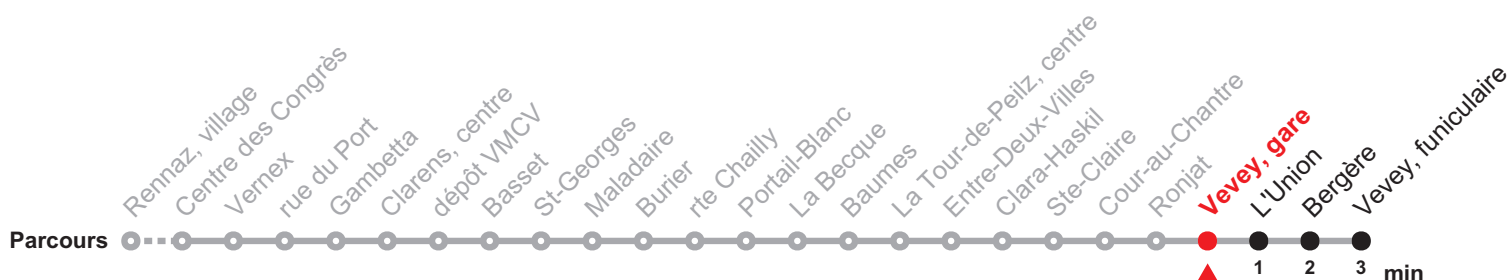 Rennaz, village
Centre des Congrès
Vernex
rue du Port
Gambetta
Clarens, centre
dépôt VMCV
Basset
St-Georges
Maladaire
Burier
rte Chailly
Portail-Blanc
La Becque
Baumes
La Tour-de-Peilz, centre
Entre-Deux-Villes
Clara-Haskil
Ste-Claire
Cour-au-Chantre
Ronjat
Vevey, gare
L'Union
Bergère
Vevey, funiculaire
Parcours
1 2 3 min